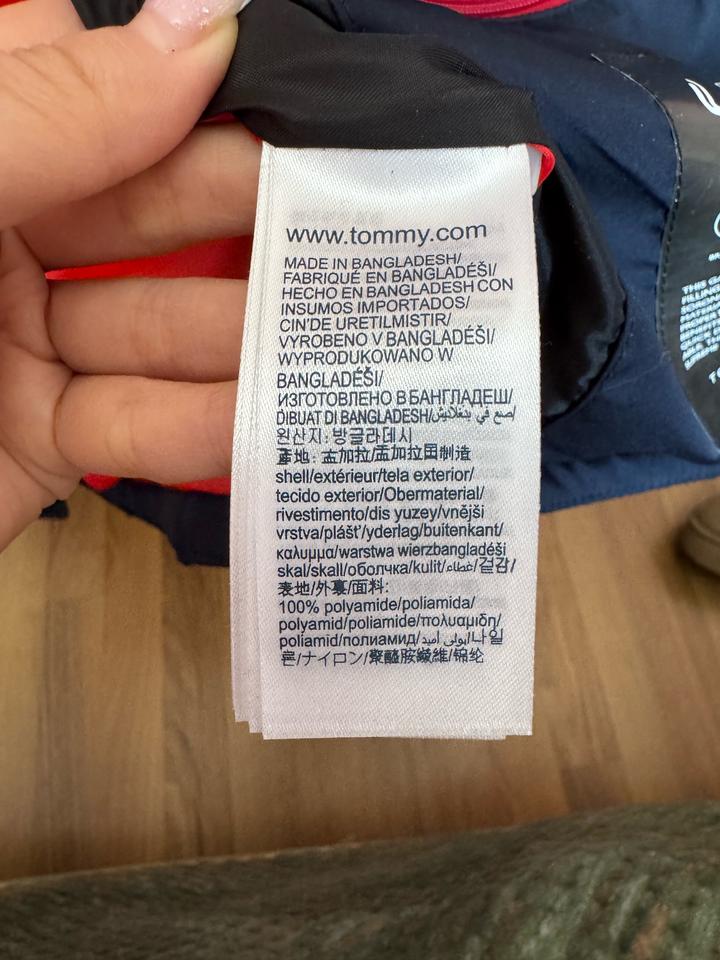 www.tommy.com
MADE IN BANGLADESH/
FABRIQUÉ EN BANGLADÉŠI/
HECHO EN BANGLADESH CON
INSUMOS IMPORTADOS/
CIN'DE URETILMISTIR/
VYROBENO V BANGLADÉŠI/
WYPRODUKOWANO W
BANGLADÉŠI/
ИЗГОТОВЛЕНО В БАНГЛАДЕШ/
DIBUAT DI BANGLADESH/صنع في بنغلاديش/
원산지: 방글라데시
產地: 孟加拉/孟加拉国制造
shell/extérieur/tela exterior/
tecido exterior/Obermaterial/
rivestimento/dis yuzey/vnější
vrstva/plášt'/yderlag/buitenkant/
καλυμμα/warstwa wierzbangladéši
skal/skall/оболчка/kulit/غطاء/겉감/
表地/外裏/面料:
100% polyamide/poliamida/
polyamid/poliamide/πολυαμιδη/
poliamid/полиамид/بولي أميد/나일
론/ナイロン/聚醯胺纖維/锦纶